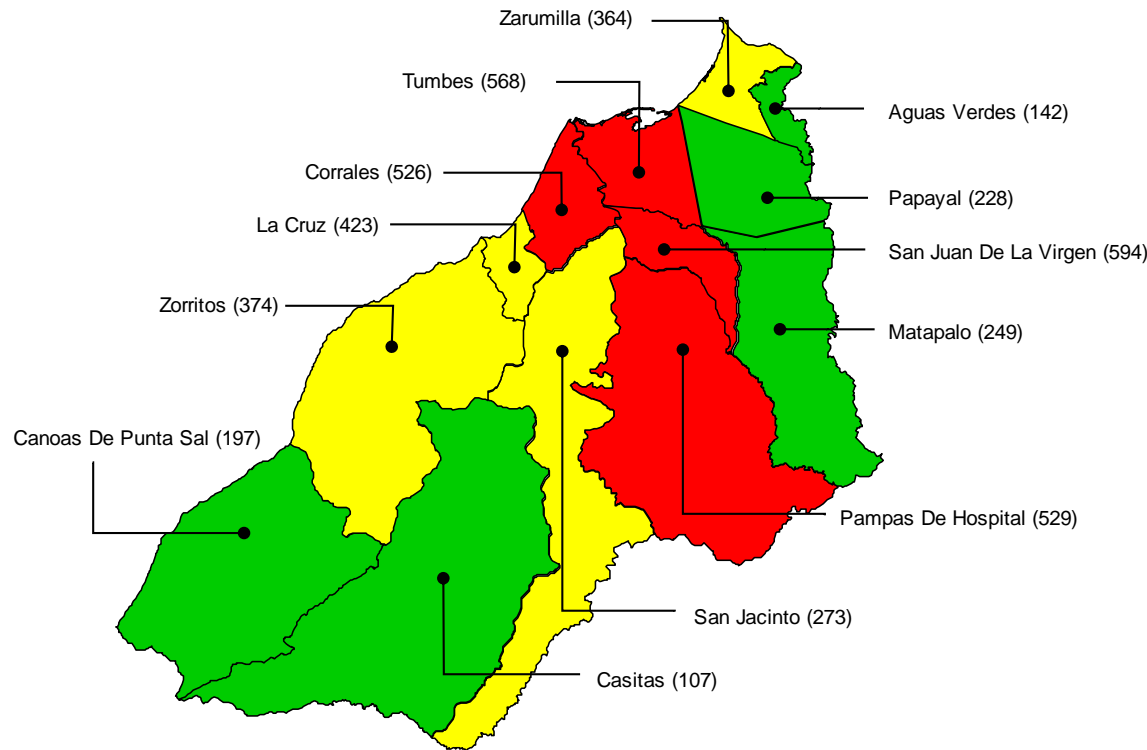 Zarumilla (364)
Tumbes (568)
Aguas Verdes (142)
Corrales (526)
Papayal (228)
La Cruz (423)
San Juan De La Virgen (594)
Zorritos (374)
Matapalo (249)
Canoas De Punta Sal (197)
Pampas De Hospital (529)
San Jacinto (273)
Casitas (107)